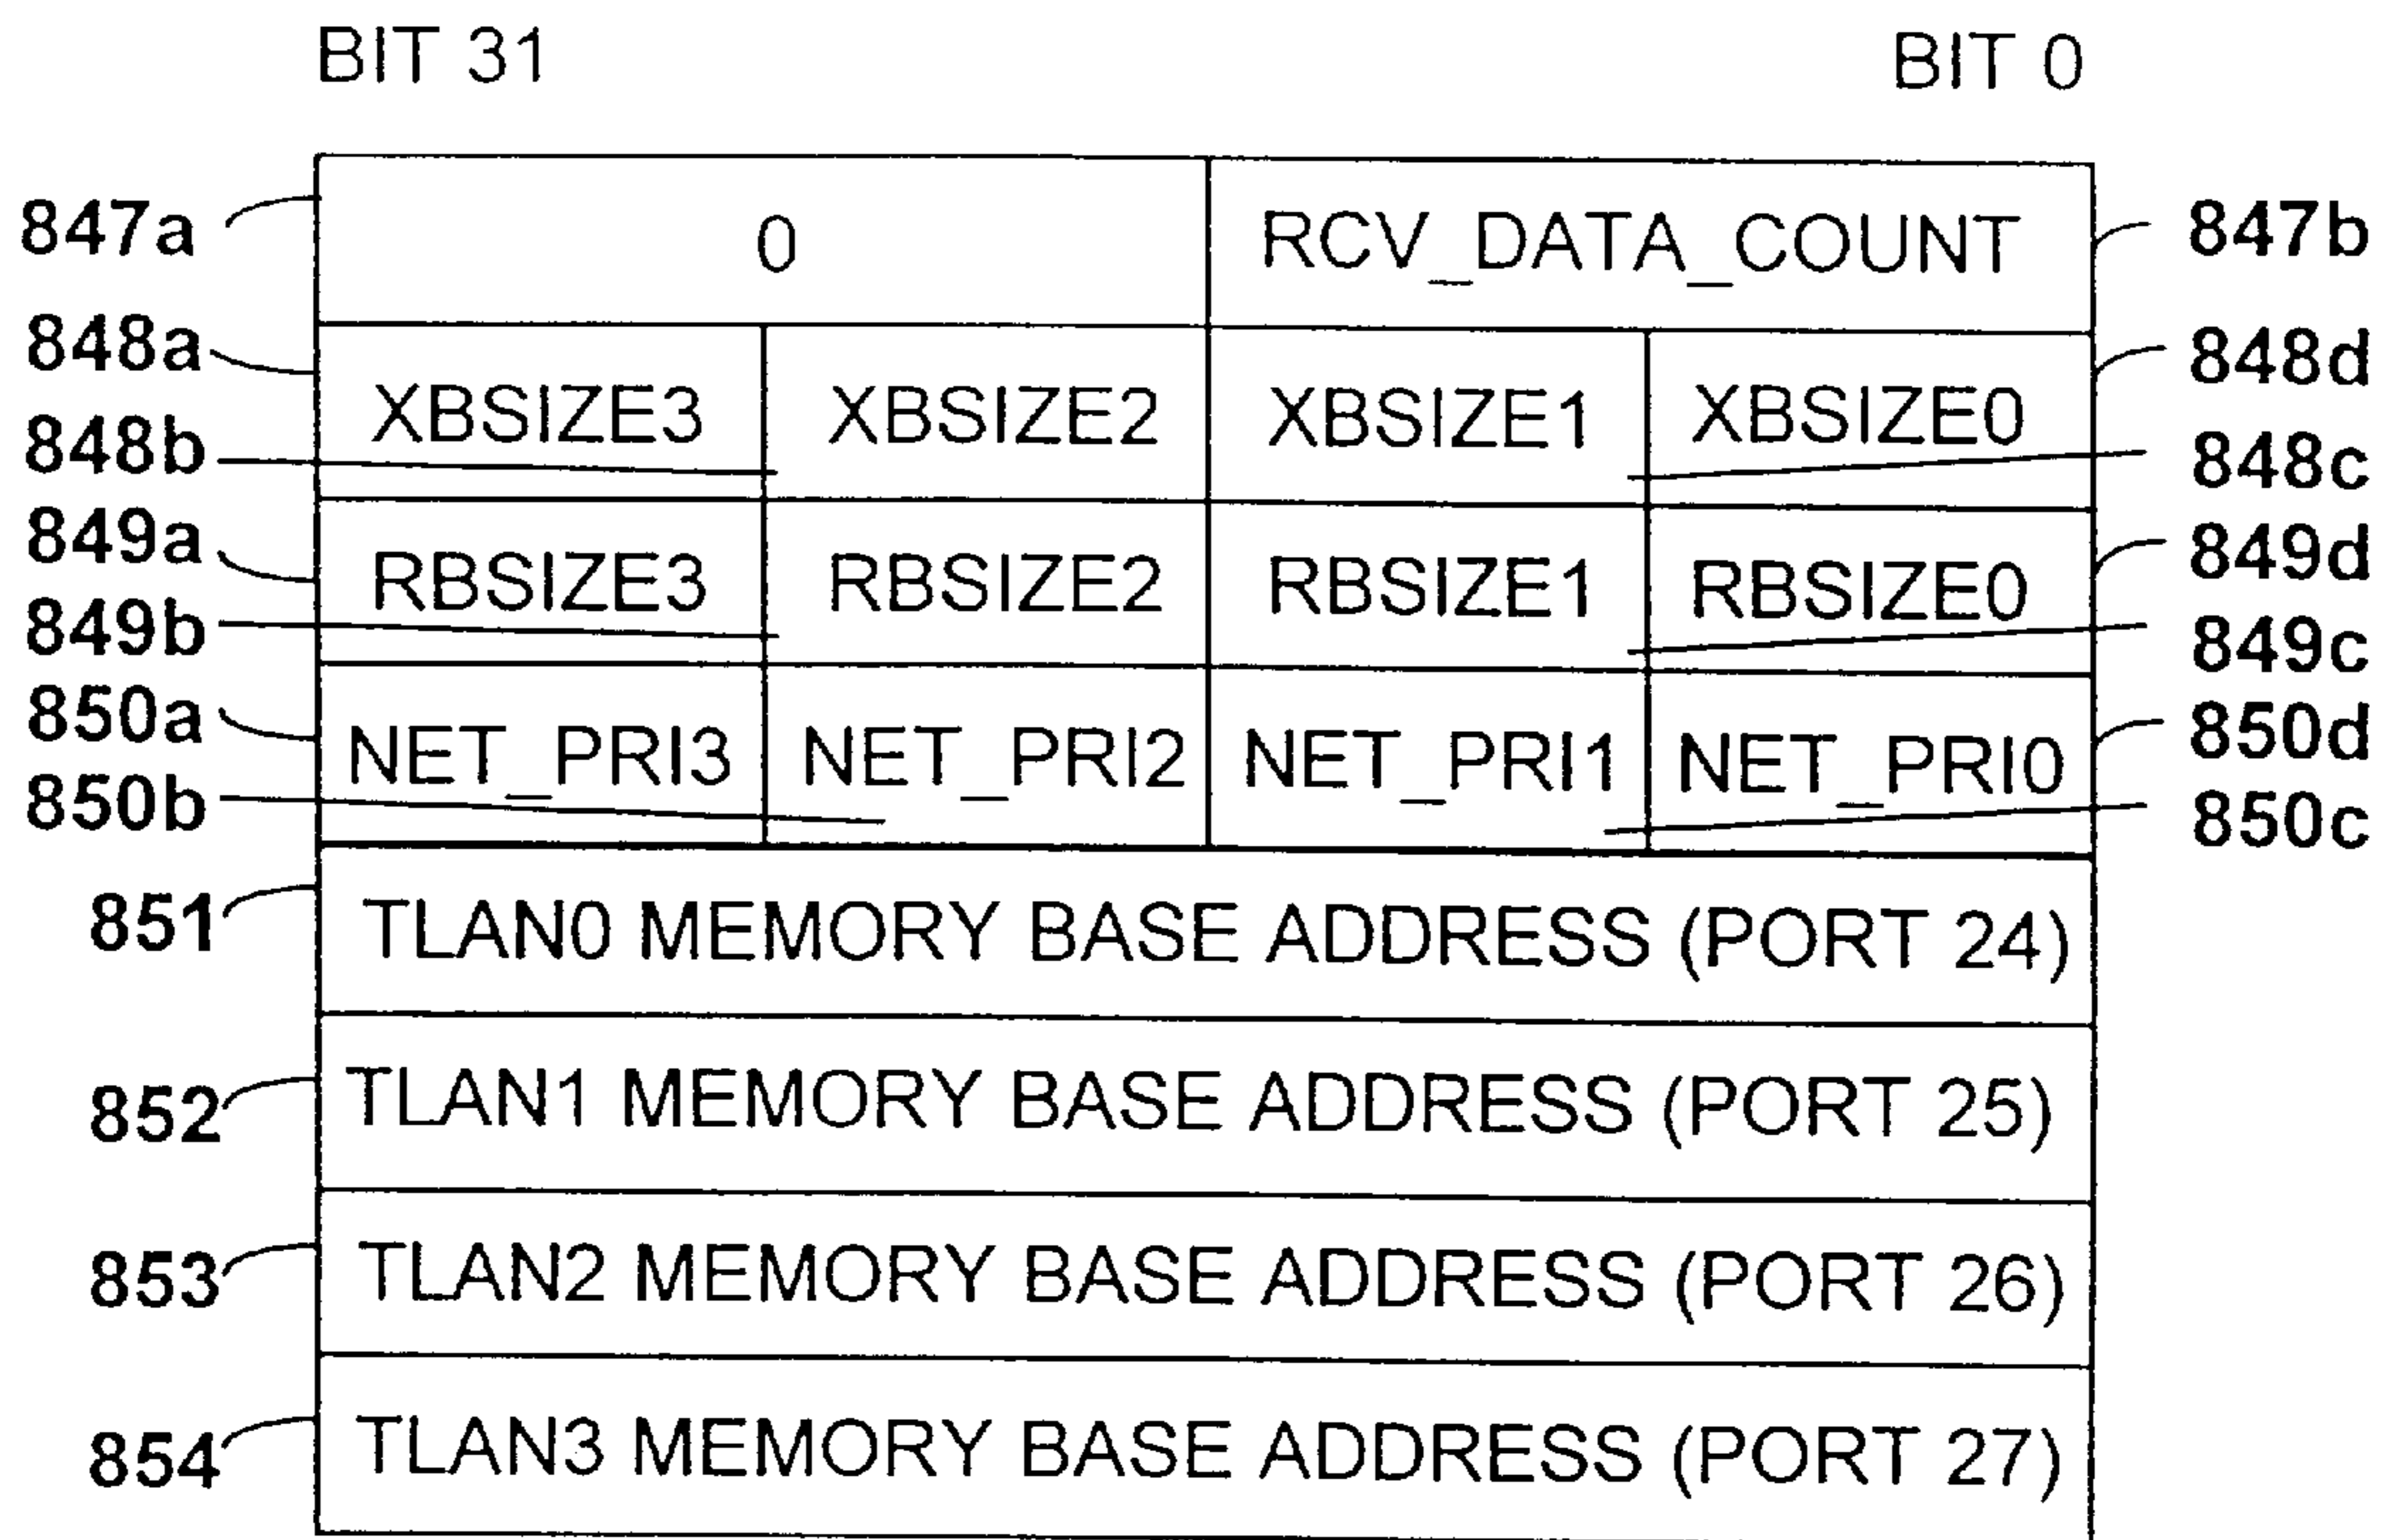 BIT 31 BIT 0
847a 0 RCV_DATA_COUNT 847b
848a 848d
XBSIZE3 XBSIZE2 XBSIZE1 XBSIZE0
848b 848c
849a 849d
RBSIZE3 RBSIZE2 RBSIZE1 RBSIZE0
849b 849c
850a 850d
NET_PRI3 NET_PRI2 NET_PRI1 NET_PRI0
850b 850c
851 TLAN0 MEMORY BASE ADDRESS (PORT 24)
852 TLAN1 MEMORY BASE ADDRESS (PORT 25)
853 TLAN2 MEMORY BASE ADDRESS (PORT 26)
854 TLAN3 MEMORY BASE ADDRESS (PORT 27)